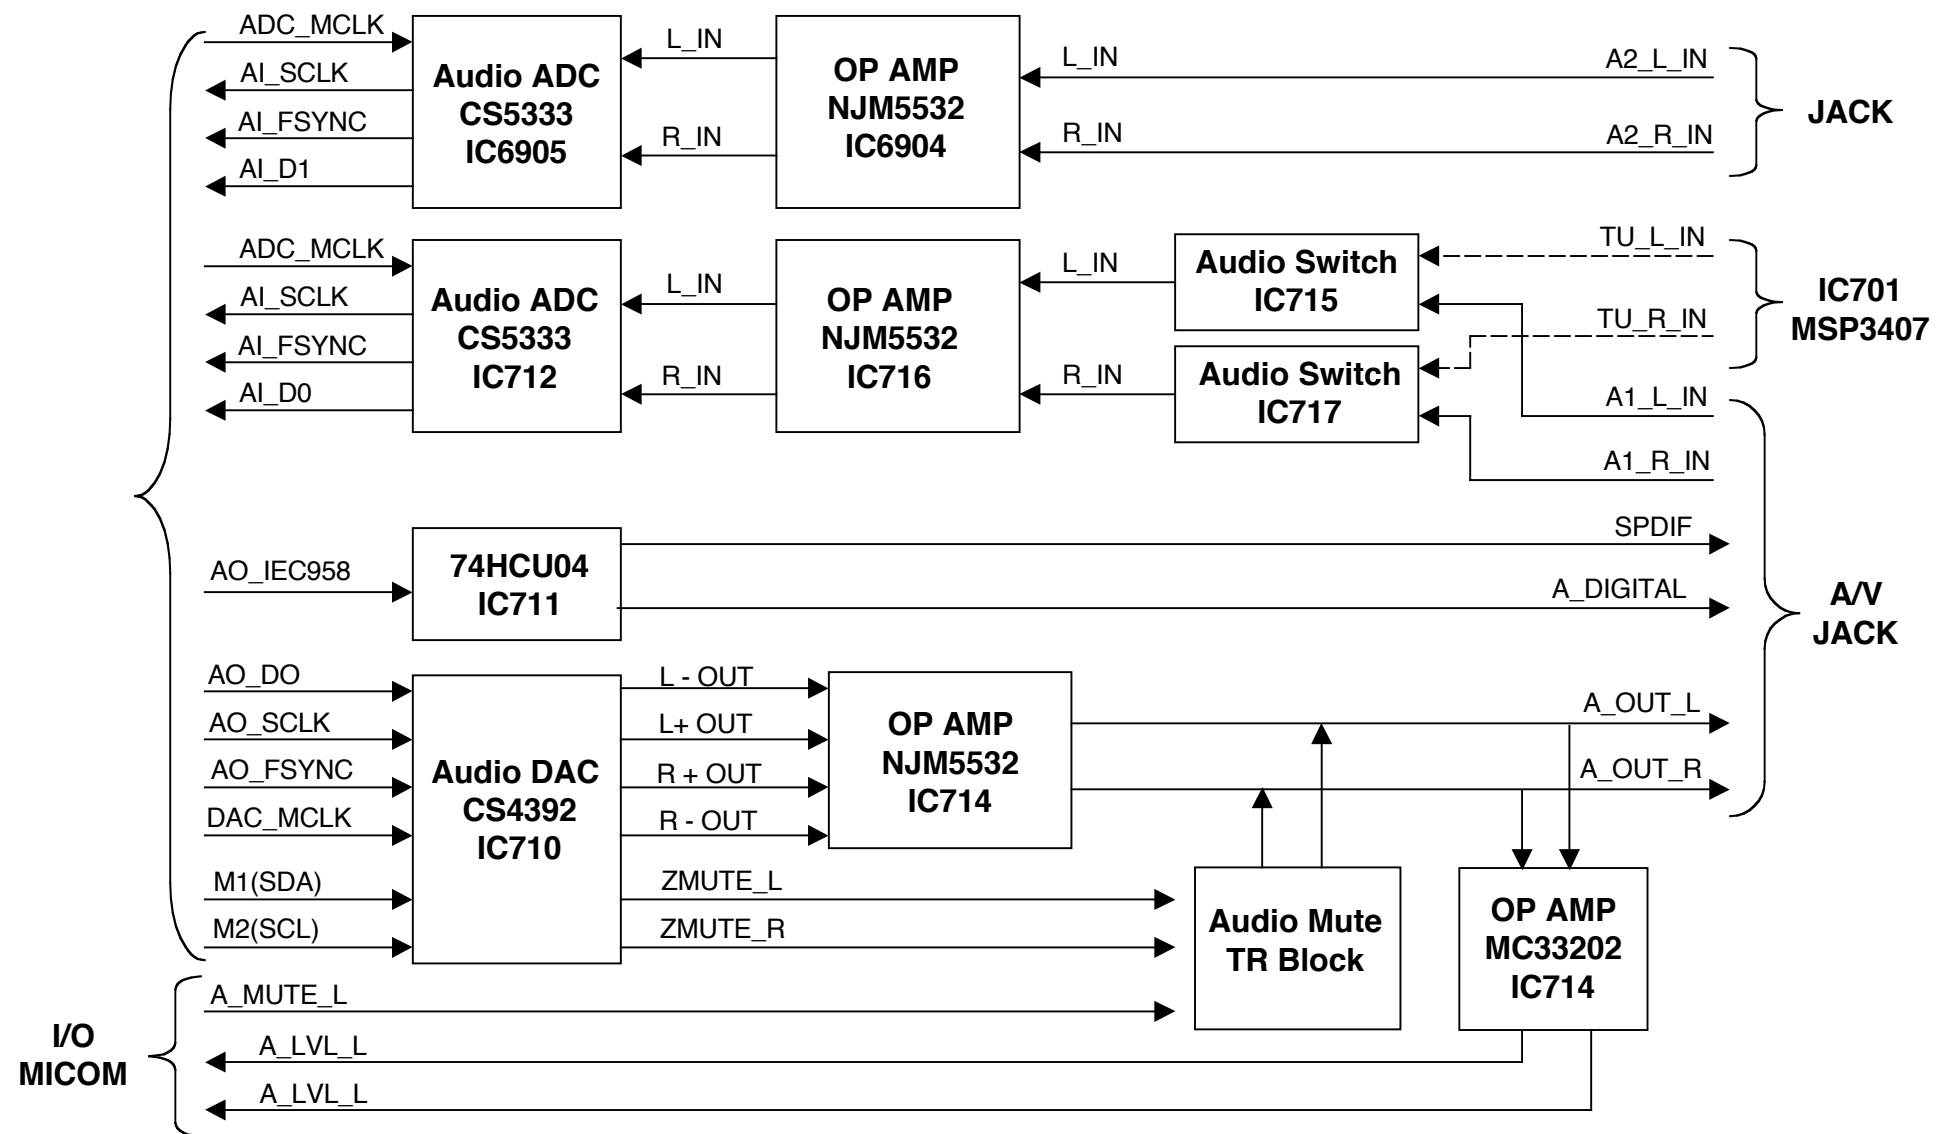 ADC_MCLK
AI_SCLK
AI_FSYNC
AI_D1
Audio ADC
CS5333
IC6905
L_IN
R_IN
OP AMP
NJM5532
IC6904
L_IN
R_IN
A2_L_IN
A2_R_IN
JACK
ADC_MCLK
AI_SCLK
AI_FSYNC
AI_D0
Audio ADC
CS5333
IC712
L_IN
R_IN
OP AMP
NJM5532
IC716
L_IN
R_IN
Audio Switch
IC715
Audio Switch
IC717
TU_L_IN
TU_R_IN
IC701
MSP3407
A1_L_IN
A1_R_IN
AO_IEC958
74HCU04
IC711
SPDIF
A_DIGITAL
A/V
JACK
AO_DO
AO_SCLK
AO_FSYNC
DAC_MCLK
M1(SDA)
M2(SCL)
Audio DAC
CS4392
IC710
L - OUT
L+ OUT
R + OUT
R - OUT
ZMUTE_L
ZMUTE_R
OP AMP
NJM5532
IC714
A_OUT_L
A_OUT_R
Audio Mute
TR Block
OP AMP
MC33202
IC714
I/O
MICOM
A_MUTE_L
A_LVL_L
A_LVL_L